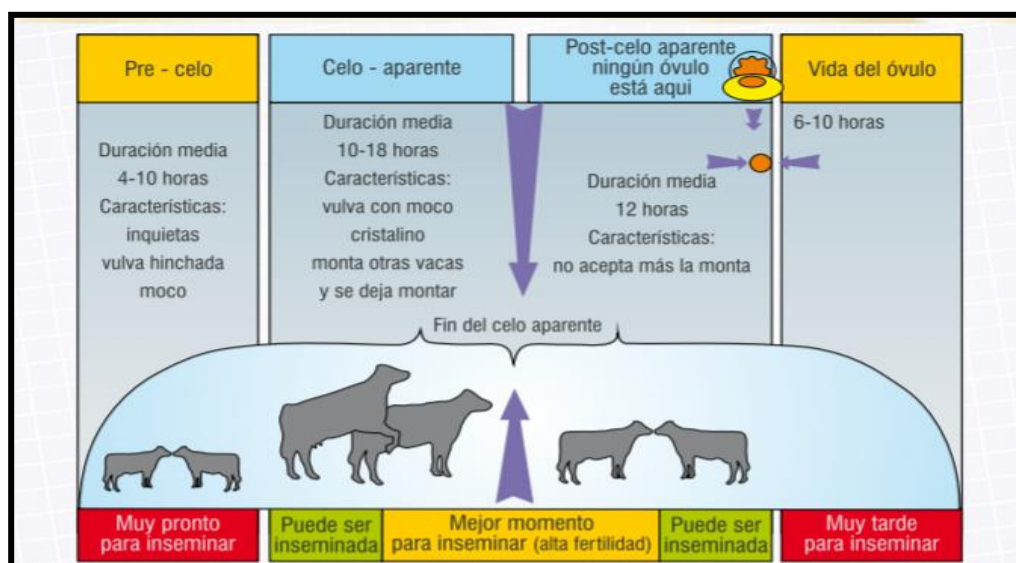 Pre - celo
Celo - aparente
Post-celo aparente
ningún óvulo
está aqui
Vida del óvulo
Duración media
4-10 horas
Características:
inquietas
vulva hinchada
moco
Duración media
10-18 horas
Características:
vulva con moco
cristalino
monta otras vacas
y se deja montar
Duración media
12 horas
Características:
no acepta más la monta
6-10 horas
Fin del celo aparente
Muy pronto
para inseminar
Puede ser
inseminada
Mejor momento
para inseminar (alta fertilidad)
Puede ser
inseminada
Muy tarde
para inseminar